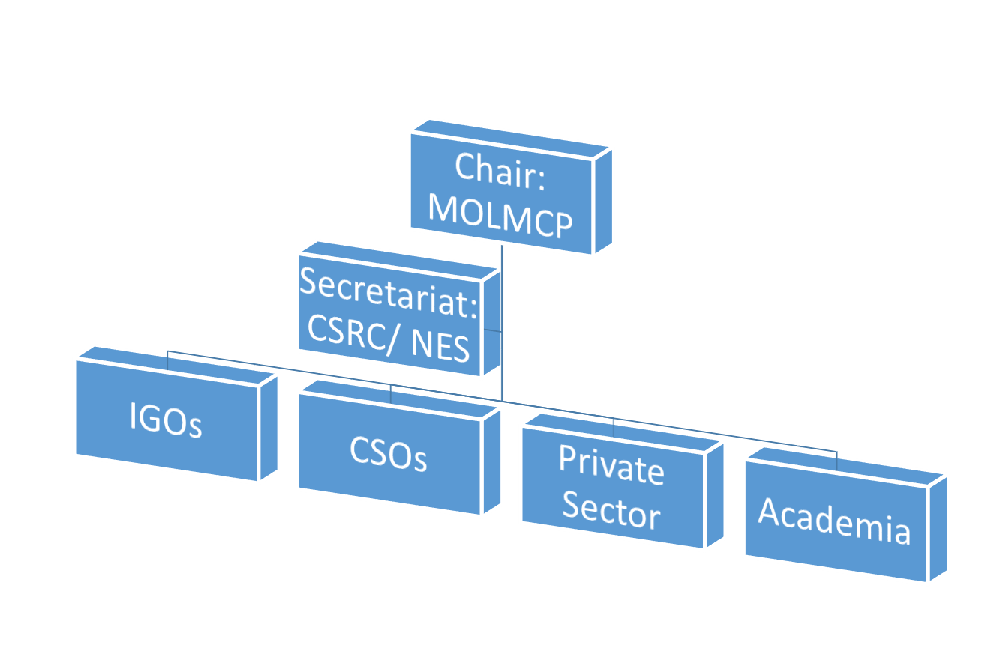 Chair:
MOLMCP
Secretariat:
CSRC/ NES
IGOs
CSOs
Private
Sector
Academia